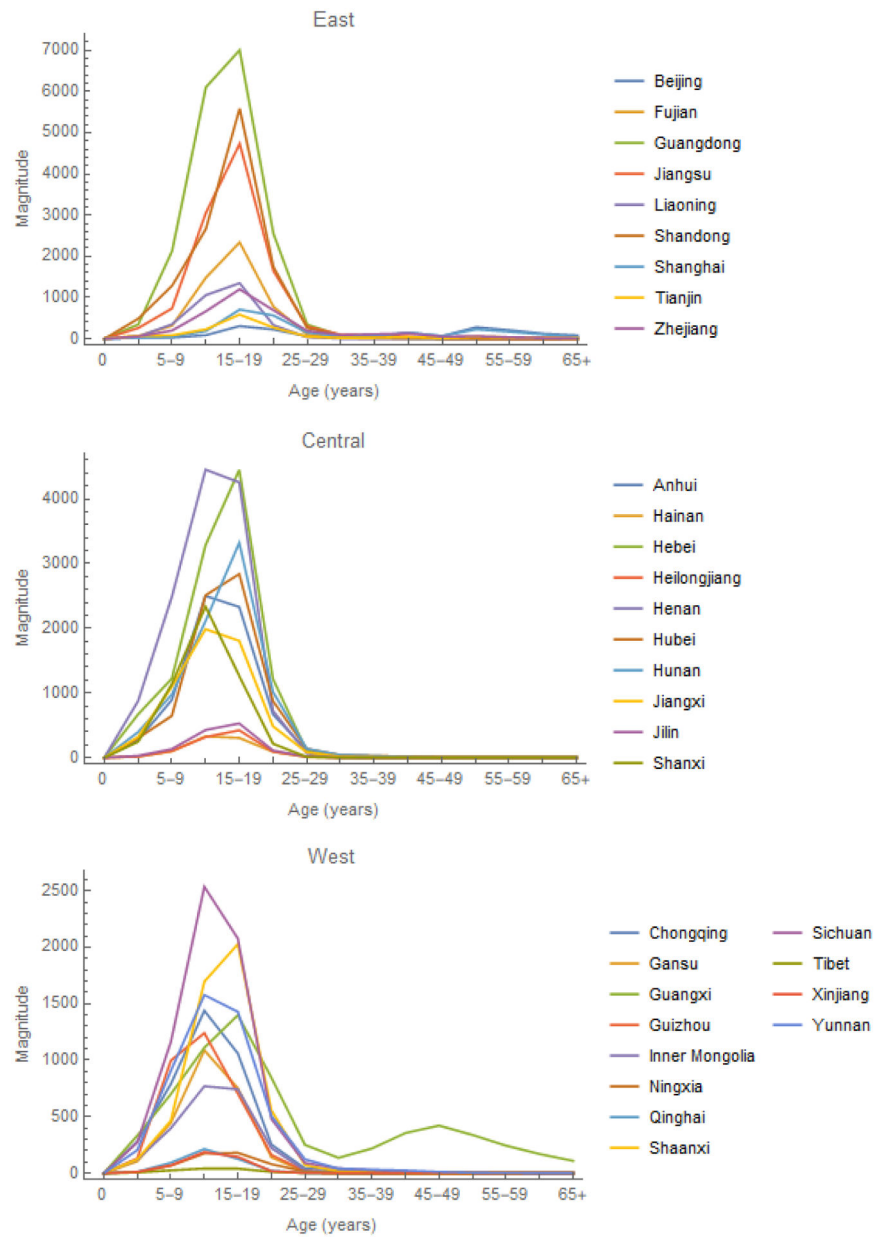 East
7000
6000
5000
4000
3000
2000
1000
0
Magnitude
0 5–9 15–19 25–29 35–39 45–49 55–59 65+
Age (years)
Beijing
Fujian
Guangdong
Jiangsu
Liaoning
Shandong
Shanghai
Tianjin
Zhejiang
Central
4000
3000
2000
1000
0
Magnitude
0 5–9 15–19 25–29 35–39 45–49 55–59 65+
Age (years)
Anhui
Hainan
Hebei
Heilongjiang
Henan
Hubei
Hunan
Jiangxi
Jilin
Shanxi
West
2500
2000
1500
1000
500
0
Magnitude
0 5–9 15–19 25–29 35–39 45–49 55–59 65+
Age (years)
Chongqing
Gansu
Guangxi
Guizhou
Inner Mongolia
Ningxia
Qinghai
Shaanxi
Sichuan
Tibet
Xinjiang
Yunnan